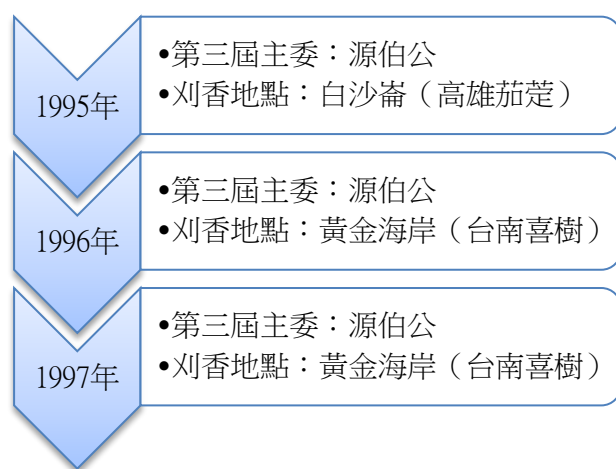 1995年
•第三屆主委：源伯公
•刈香地點：白沙崙（高雄茄萣）
1996年
•第三屆主委：源伯公
•刈香地點：黃金海岸（台南喜樹）
1997年
•第三屆主委：源伯公
•刈香地點：黃金海岸（台南喜樹）